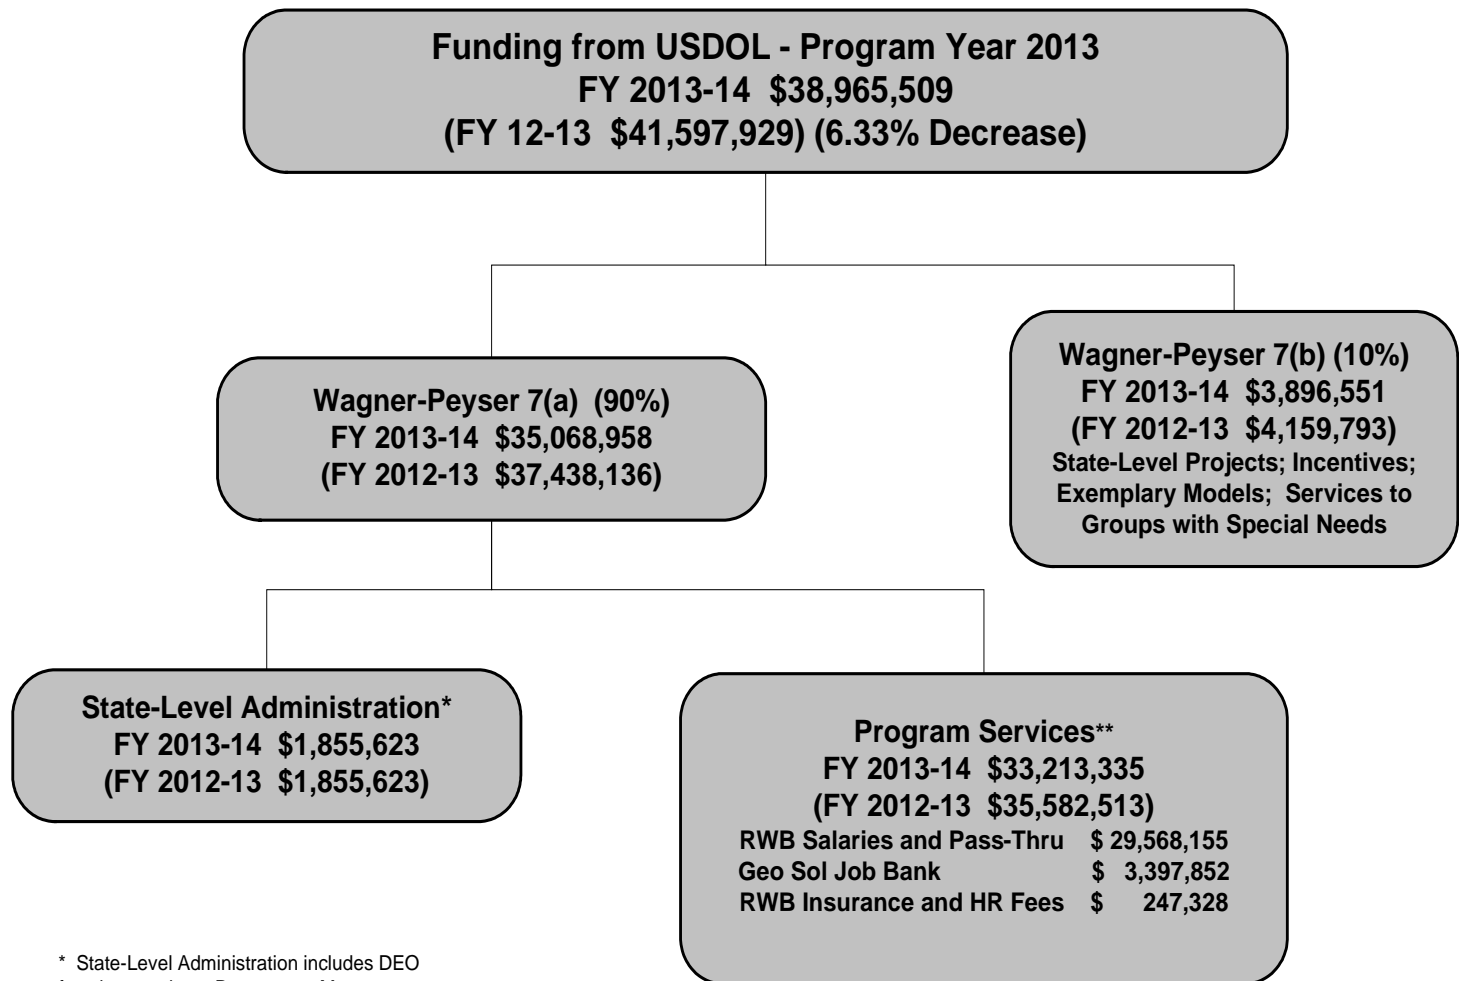 Funding from USDOL - Program Year 2013
FY 2013-14 $38,965,509
(FY 12-13 $41,597,929) (6.33% Decrease)
Wagner-Peyser 7(a) (90%)
FY 2013-14 $35,068,958
(FY 2012-13 $37,438,136)
Wagner-Peyser 7(b) (10%)
FY 2013-14 $3,896,551
(FY 2012-13 $4,159,793)
State-Level Projects; Incentives;
Exemplary Models; Services to
Groups with Special Needs
State-Level Administration*
FY 2013-14 $1,855,623
(FY 2012-13 $1,855,623)
Program Services**
FY 2013-14 $33,213,335
(FY 2012-13 $35,582,513)
RWB Salaries and Pass-Thru $ 29,568,155
Geo Sol Job Bank $ 3,397,852
RWB Insurance and HR Fees $ 247,328
* State-Level Administration includes DEO